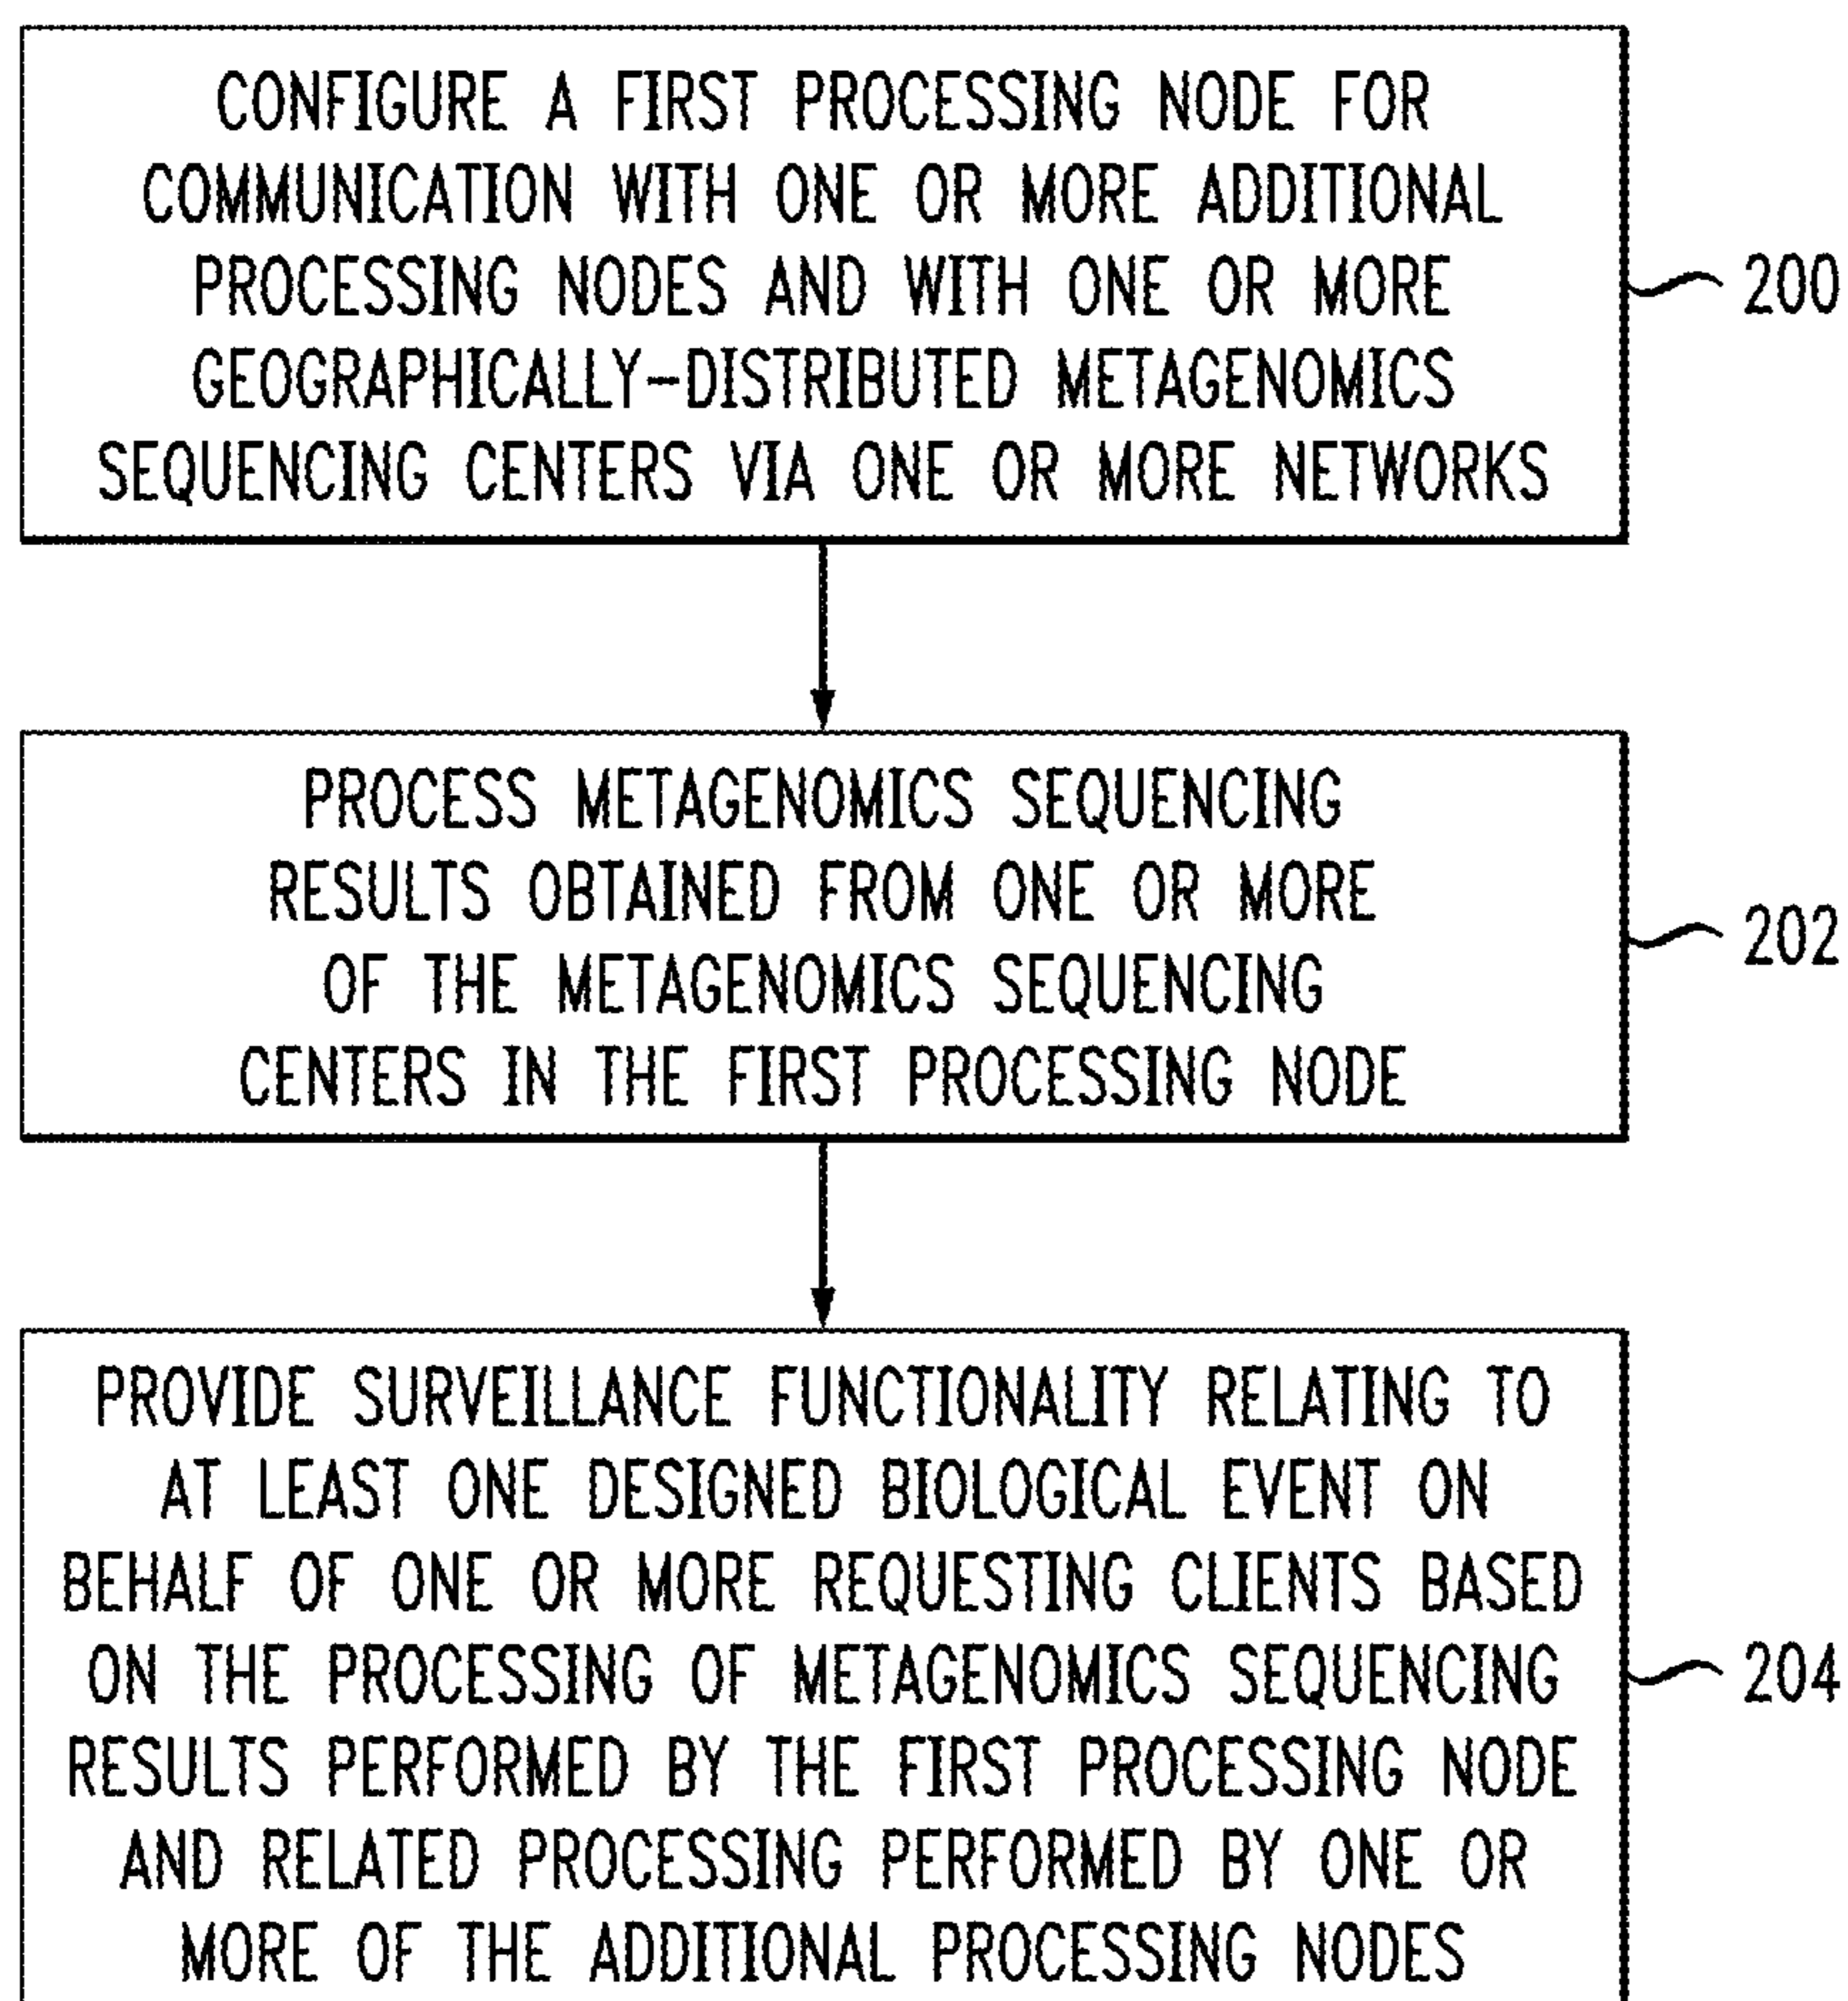 CONFIGURE A FIRST PROCESSING NODE FOR
COMMUNICATION WITH ONE OR MORE ADDITIONAL
PROCESSING NODES AND WITH ONE OR MORE
GEOGRAPHICALLY-DISTRIBUTED METAGENOMICS
SEQUENCING CENTERS VIA ONE OR MORE NETWORKS
200
PROCESS METAGENOMICS SEQUENCING
RESULTS OBTAINED FROM ONE OR MORE
OF THE METAGENOMICS SEQUENCING
CENTERS IN THE FIRST PROCESSING NODE
202
PROVIDE SURVEILLANCE FUNCTIONALITY RELATING TO
AT LEAST ONE DESIGNED BIOLOGICAL EVENT ON
BEHALF OF ONE OR MORE REQUESTING CLIENTS BASED
ON THE PROCESSING OF METAGENOMICS SEQUENCING
RESULTS PERFORMED BY THE FIRST PROCESSING NODE
AND RELATED PROCESSING PERFORMED BY ONE OR
MORE OF THE ADDITIONAL PROCESSING NODES
204